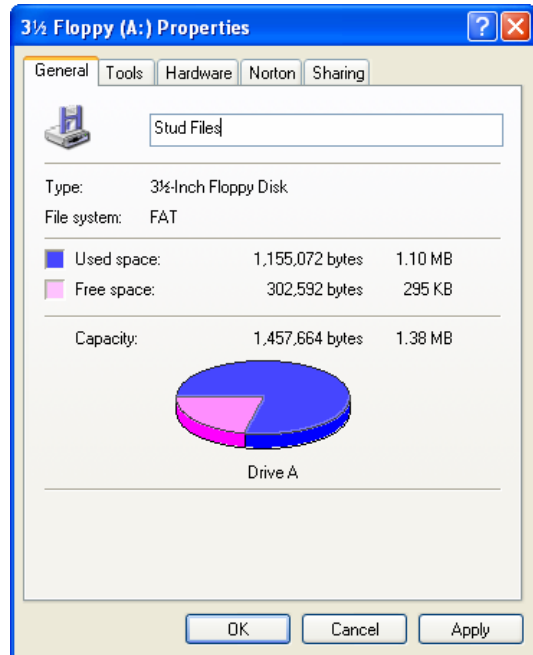 3½ Floppy (A:) Properties
General Tools Hardware Norton Sharing
Stud Files
Type: 3½-Inch Floppy Disk
File system: FAT
Used space: 1,155,072 bytes 1.10 MB
Free space: 302,592 bytes 295 KB
Capacity: 1,457,664 bytes 1.38 MB
Drive A
OK Cancel Apply